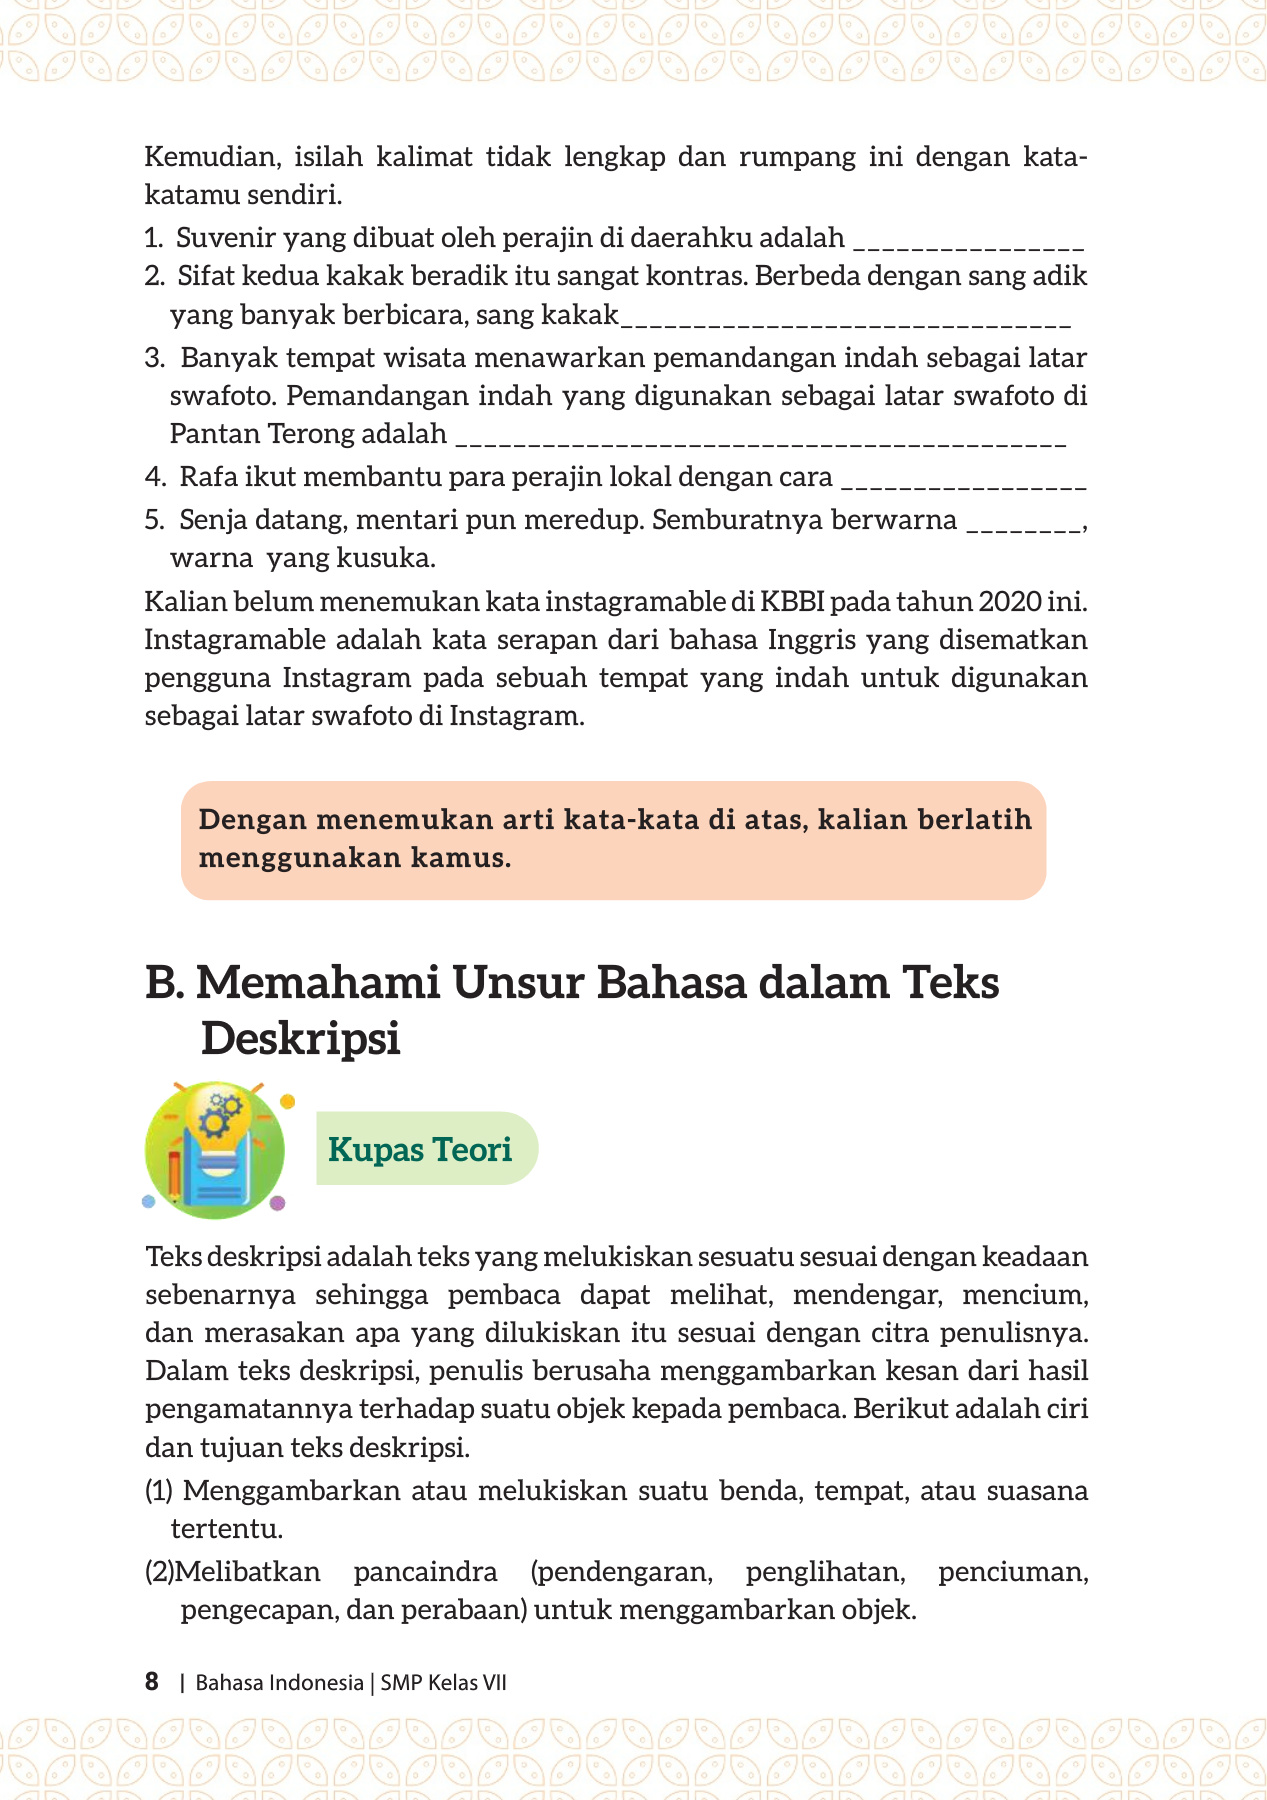 Kemudian, isilah kalimat tidak lengkap dan rumpang ini dengan kata-
katamu sendiri.
1. Suvenir yang dibuat oleh perajin di daerahku adalah ________________
2. Sifat kedua kakak beradik itu sangat kontras. Berbeda dengan sang adik
yang banyak berbicara, sang kakak_______________________________
3. Banyak tempat wisata menawarkan pemandangan indah sebagai latar
swafoto. Pemandangan indah yang digunakan sebagai latar swafoto di
Pantan Terong adalah __________________________________________
4. Rafa ikut membantu para perajin lokal dengan cara _________________
5. Senja datang, mentari pun meredup. Semburatnya berwarna ________,
warna yang kusuka.
Kalian belum menemukan kata instagramable di KBBI pada tahun 2020 ini.
Instagramable adalah kata serapan dari bahasa Inggris yang disematkan
pengguna Instagram pada sebuah tempat yang indah untuk digunakan
sebagai latar swafoto di Instagram.
Dengan menemukan arti kata-kata di atas, kalian berlatih
menggunakan kamus.
B. Memahami Unsur Bahasa dalam Teks
Deskripsi
Kupas Teori
Teks deskripsi adalah teks yang melukiskan sesuatu sesuai dengan keadaan
sebenarnya sehingga pembaca dapat melihat, mendengar, mencium,
dan merasakan apa yang dilukiskan itu sesuai dengan citra penulisnya.
Dalam teks deskripsi, penulis berusaha menggambarkan kesan dari hasil
pengamatannya terhadap suatu objek kepada pembaca. Berikut adalah ciri
dan tujuan teks deskripsi.
(1) Menggambarkan atau melukiskan suatu benda, tempat, atau suasana
tertentu.
(2)Melibatkan pancaindra (pendengaran, penglihatan, penciuman,
pengecapan, dan perabaan) untuk menggambarkan objek.
8 | Bahasa Indonesia | SMP Kelas VII